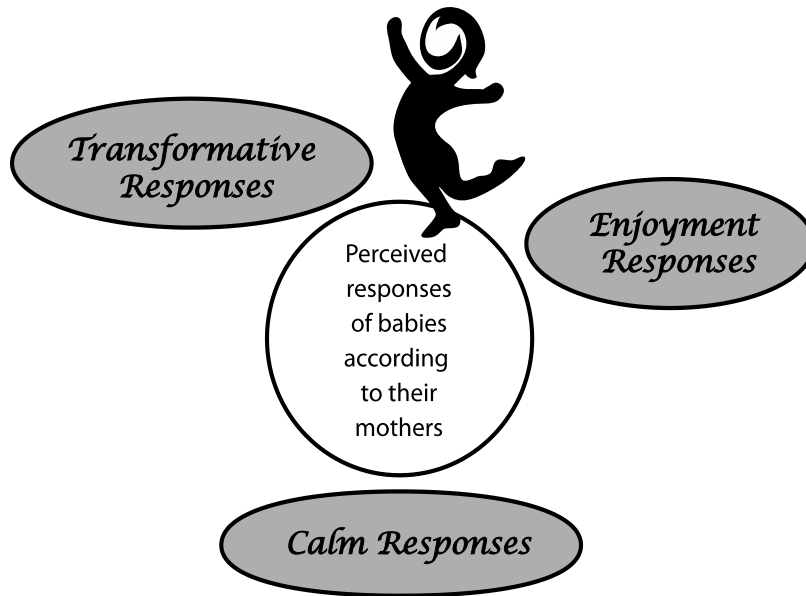 Transformative
Responses
Enjoyment
Responses
Perceived
responses
of babies
according
to their
mothers
Calm Responses